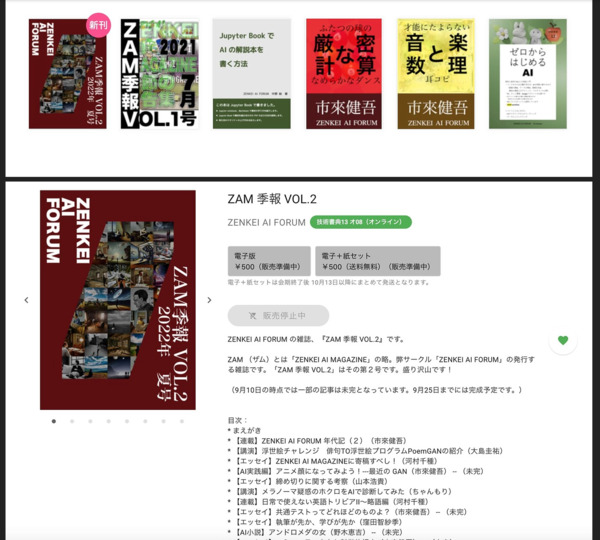 新刊
ZENKEI
AI
FORUM
ZAM季報 VOL.2
2022年 夏号
ZAM季報V
2021
7月
OL.1号
Jupyter Book で
AI の解説本を
書く方法
ふたつの球の
厳密な計算
なめらかなダンス
市來健吾
ZENKEI AI FORUM
才能にたよらない
音楽と数理
耳コピ
市來健吾
ZENKEI AI FORUM
ゼロから
はじめる
AI
ZENKEI
AI
FORUM
ZAM季報 VOL.2
2022年 夏号
ZAM 季報 VOL.2
ZENKEI AI FORUM 技術書典13 オ08（オンライン）
電子版
￥500（販売準備中）
電子＋紙セット
￥500（送料無料）（販売準備中）
電子＋紙セットは会期終了後 10月13日以降にまとめて発送となります。
販売停止中
ZENKEI AI FORUM の雑誌、『ZAM 季報 VOL.2』です。
ZAM （ザム）とは「ZENKEI AI MAGAZINE」の略。弊サークル「ZENKEI AI FORUM」の発行す
る雑誌です。「ZAM 季報 VOL.2」はその第２号です。盛り沢山です！
（9月10日の時点では一部の記事は未完となっています。9月25日までには完成予定です。）
目次：
* まえがき
* 【連載】ZENKEI AI FORUM 年代記（２）（市來健吾）
* 【講演】浮世絵チャレンジ 俳句TO浮世絵プログラムPoemGANの紹介（大島圭祐）
* 【エッセイ】ZENKEI AI MAGAZINEに寄稿すべし！（河村千種）
* 【AI実践編】アニメ顔になってみよう！―最近の GAN（市來健吾） – （未完）
* 【エッセイ】締め切りに関する考察（山本浩貴）
* 【講演】メラノーマ疑惑のホクロをAIで診断してみた（ちゃんもり）
* 【連載】日常で使えない英語トリビアⅡ～略語編（河村千種）
* 【エッセイ】共通テストってどれほどのものよ？（市來健吾） – （未完）
* 【エッセイ】執筆が先か、学びが先か（窪田智紗季）
* 【AI小説】アンドロメダの女（野木恵吉） – （未完）